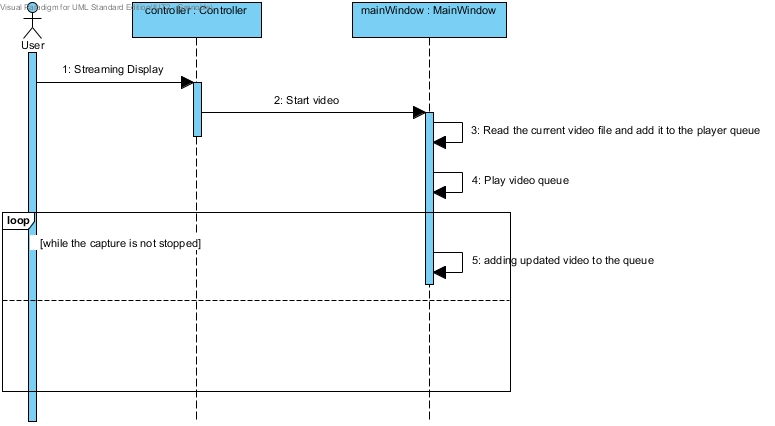 Visual Paradigm for UML Standard Edition
controller : Controller
mainWindow : MainWindow
User
1: Streaming Display
2: Start video
3: Read the current video file and add it to the player queue
4: Play video queue
loop
[while the capture is not stopped]
5: adding updated video to the queue